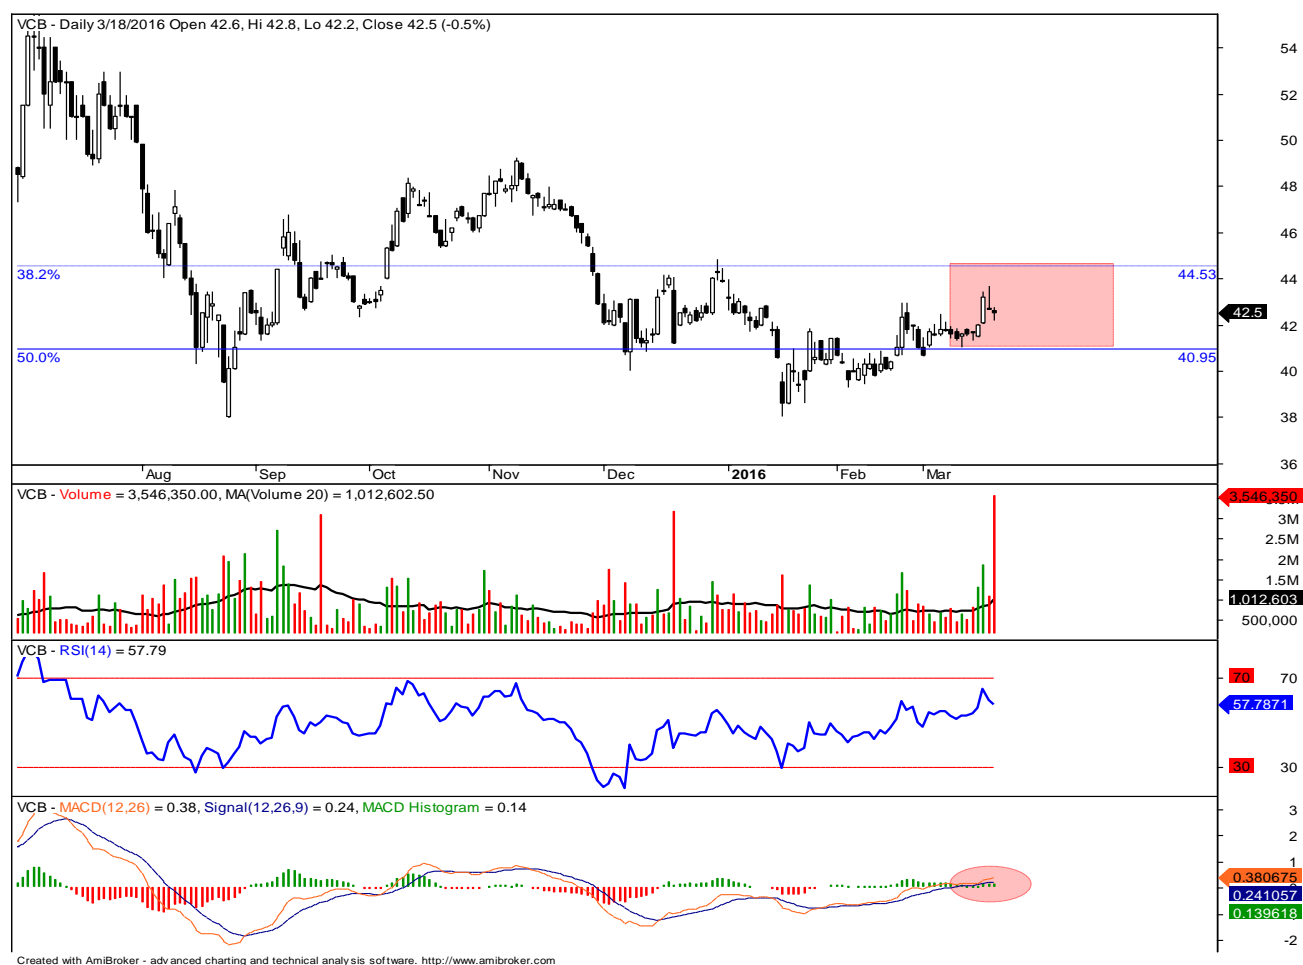 VCB - Daily 3/18/2016 Open 42.6, Hi 42.8, Lo 42.2, Close 42.5 (-0.5%)
54
52
50
48
46
38.2%
44.53
44
42.5
42
50.0%
40.95
40
38
36
Aug Sep Oct Nov Dec 2016 Feb Mar
VCB - Volume = 3,546,350.00, MA(Volume 20) = 1,012,602.50
3,546,350
3M
2.5M
2M
1.5M
1,012,603
500,000
VCB - RSI(14) = 57.79
70 70
57.7871
30 30
VCB - MACD(12,26) = 0.38, Signal(12,26,9) = 0.24, MACD Histogram = 0.14
3
2
1
0.380675
0.241057
0.139618
-2
Created with AmiBroker - advanced charting and technical analysis software. http://www.amibroker.com